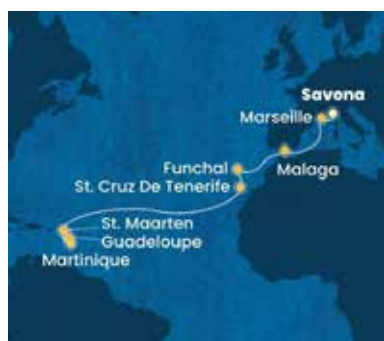 Savona
Marseille
Malaga
Funchal
St. Cruz De Tenerife
St. Maarten
Guadeloupe
Martinique